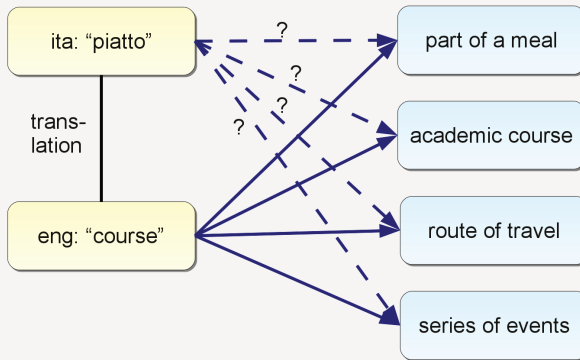 ita: “piatto”
?
part of a meal
?
?
?
trans-
lation
academic course
eng: “course”
route of travel
series of events